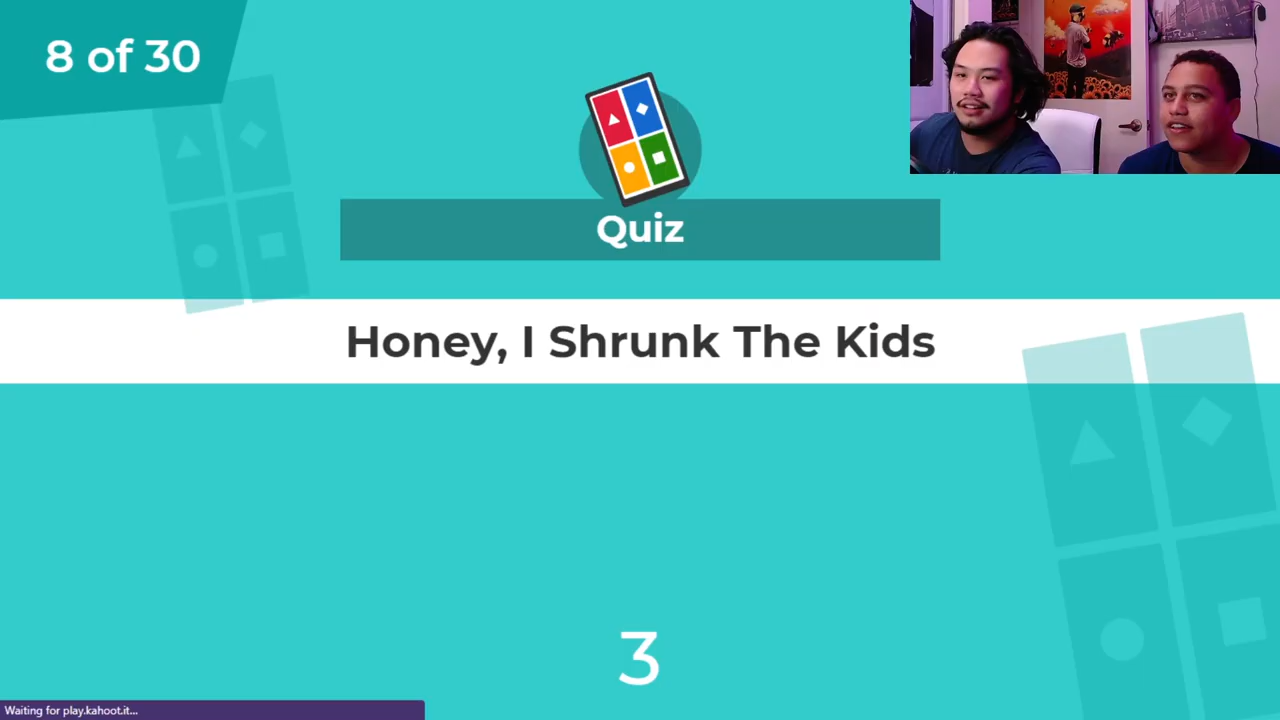 8 of 30
Quiz
Honey, I Shrunk The Kids
3
Waiting for play.kahoot.it...